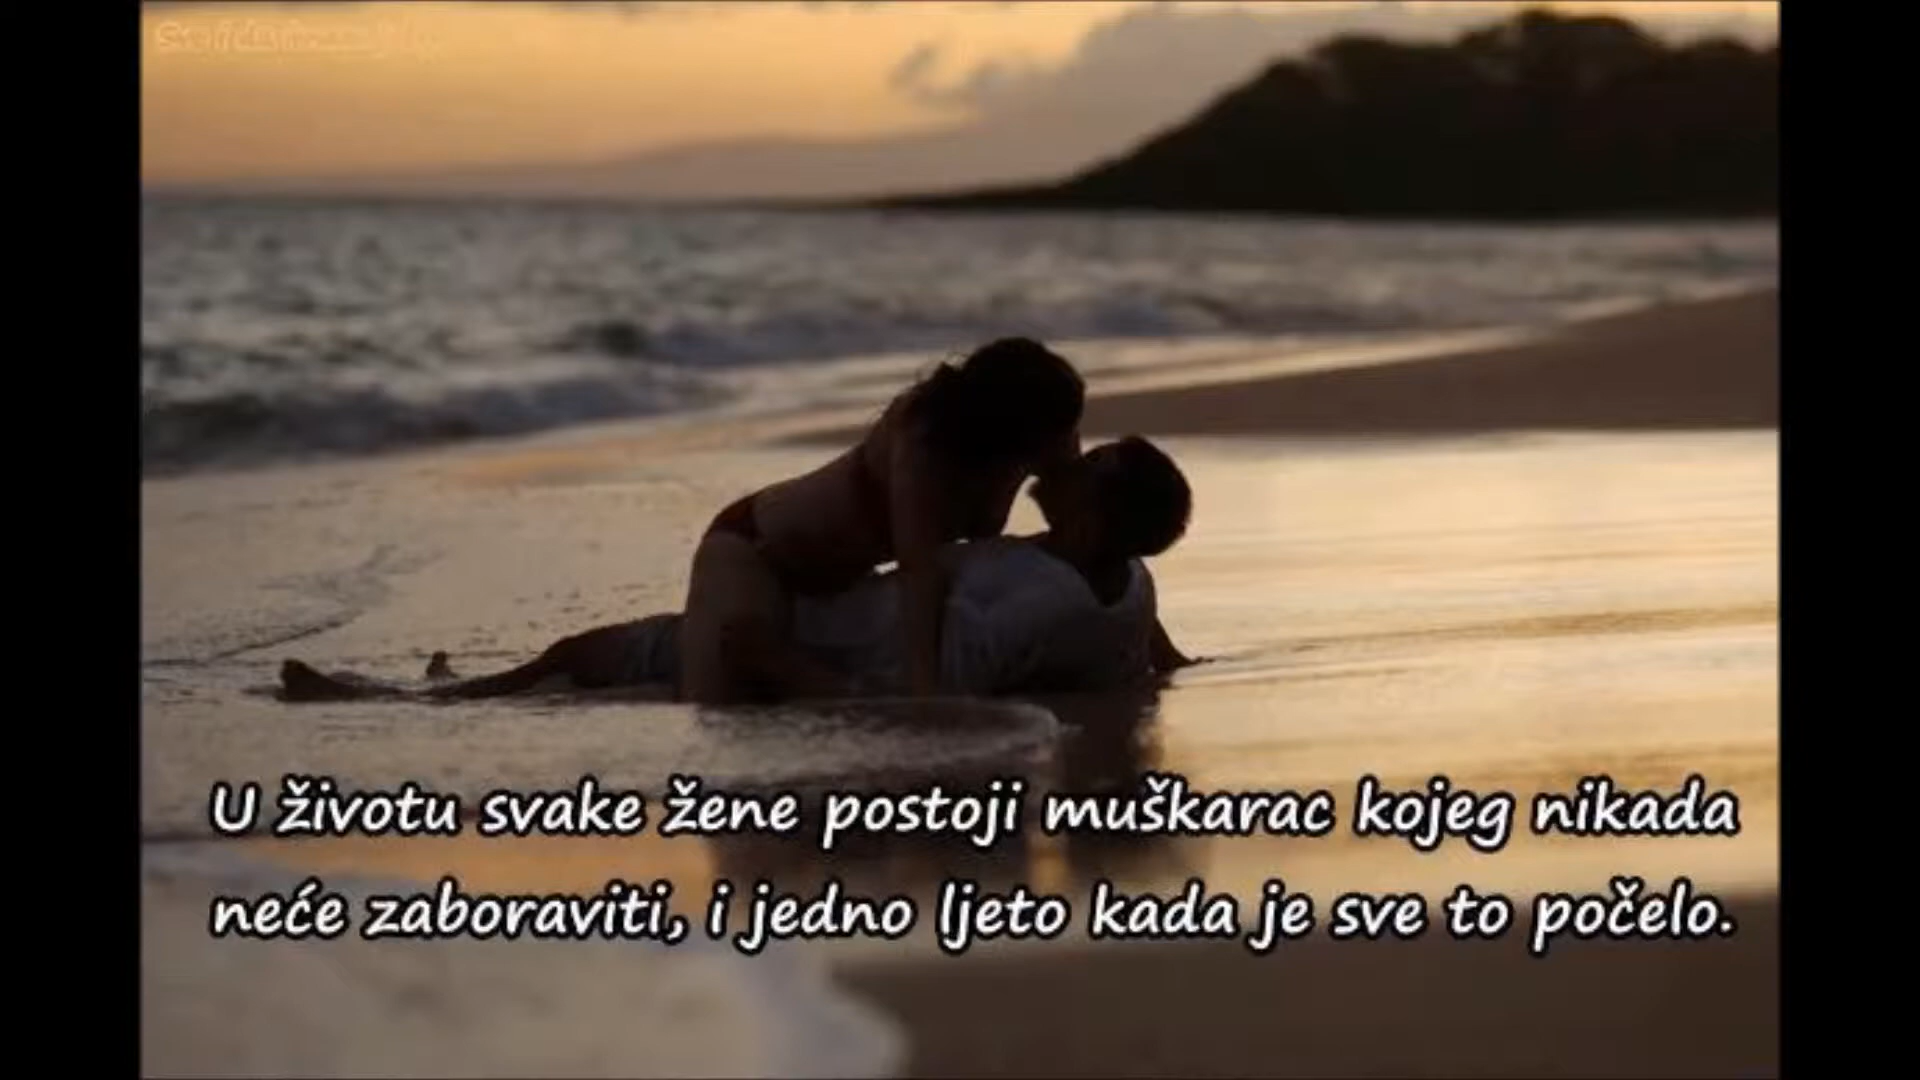 U životu svake žene postoji muškarac kojeg nikada
neće zaboraviti, i jedno ljeto kada je sve to počelo.